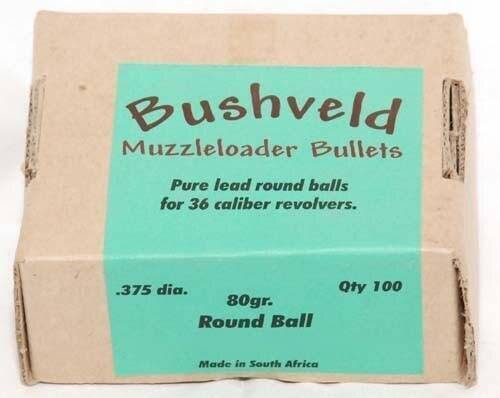 Bushveld
Muzzleloader Bullets
Pure lead round balls
for 36 caliber revolvers.
.375 dia.
Qty 100
80gr.
Round Ball
Made in South Africa